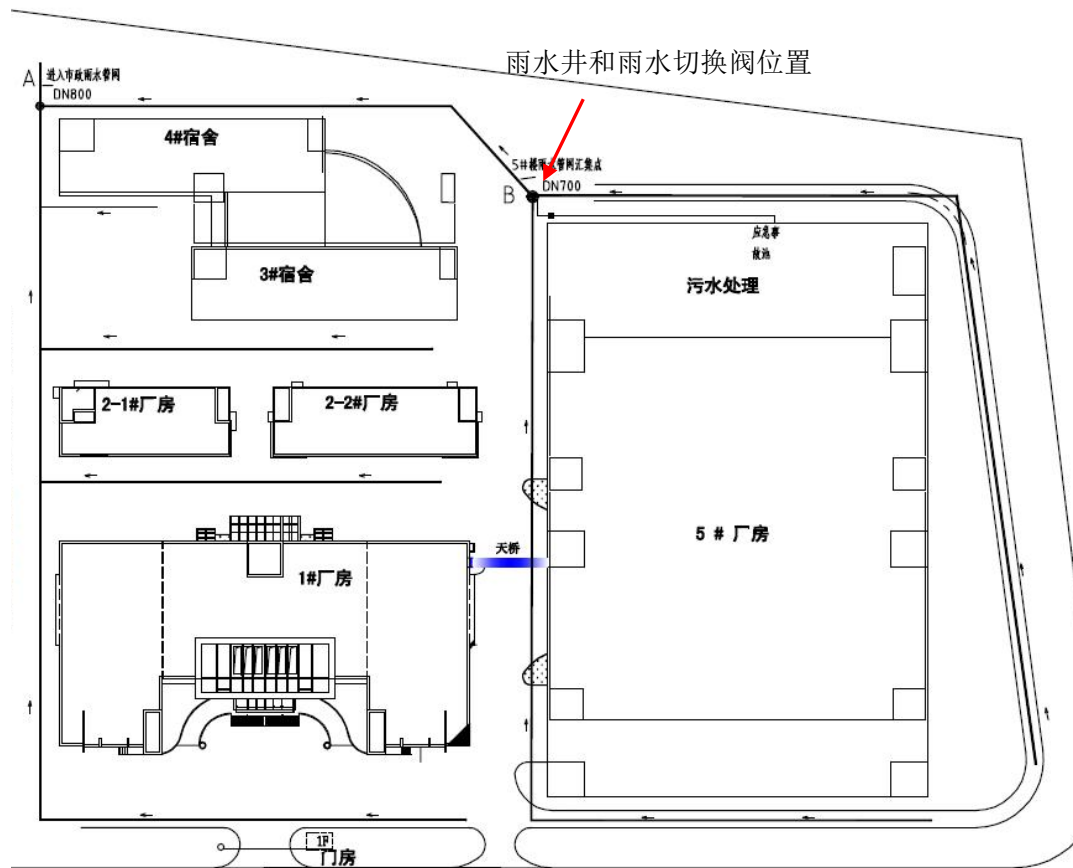 雨水井和雨水切换阀位置
进入市政雨水管网
A
DN800
4#宿舍
5#楼雨水管网汇集点
B
DN700
应急事
故池
3#宿舍
污水处理
2-1#厂房
2-2#厂房
5 # 厂房
天桥
1#厂房
1F
门房